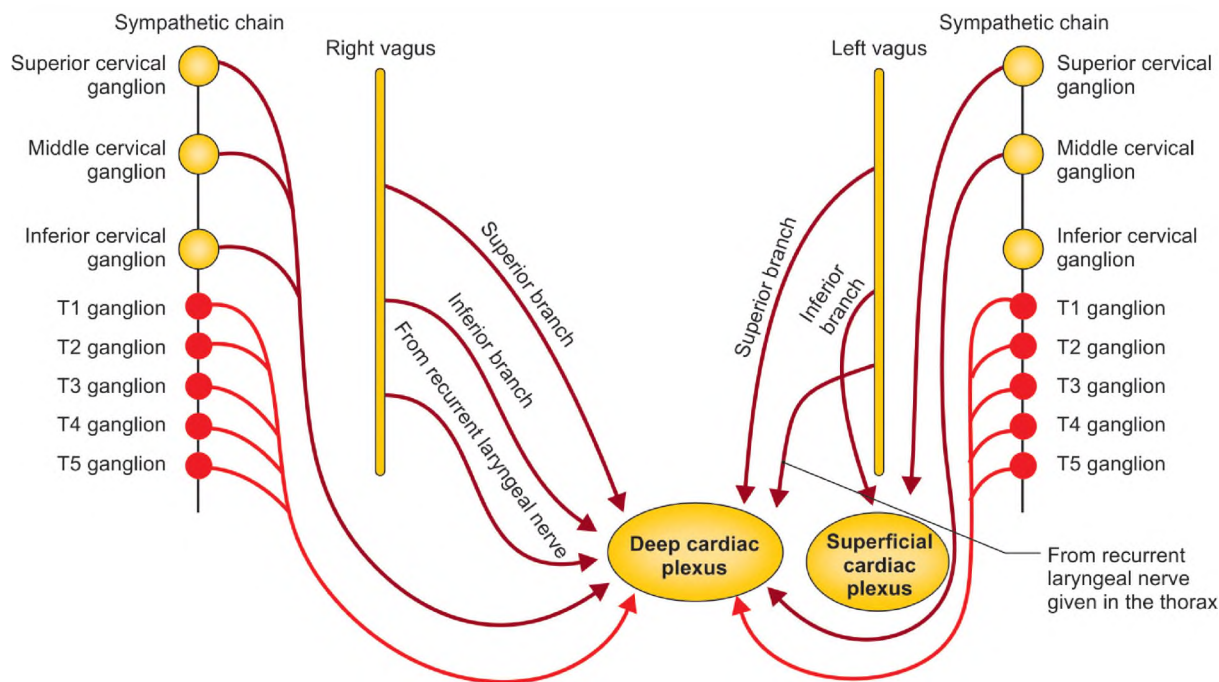 Sympathetic chain
Right vagus
Left vagus
Sympathetic chain
Superior cervical
ganglion
Middle cervical
ganglion
Inferior cervical
ganglion
T1 ganglion
T2 ganglion
T3 ganglion
T4 ganglion
T5 ganglion
Superior branch
Inferior branch
From recurrent laryngeal nerve
Superior branch
Inferior
branch
Superior cervical
ganglion
Middle cervical
ganglion
Inferior cervical
ganglion
T1 ganglion
T2 ganglion
T3 ganglion
T4 ganglion
T5 ganglion
Deep cardiac
plexus
Superficial
cardiac
plexus
From recurrent
laryngeal nerve
given in the thorax